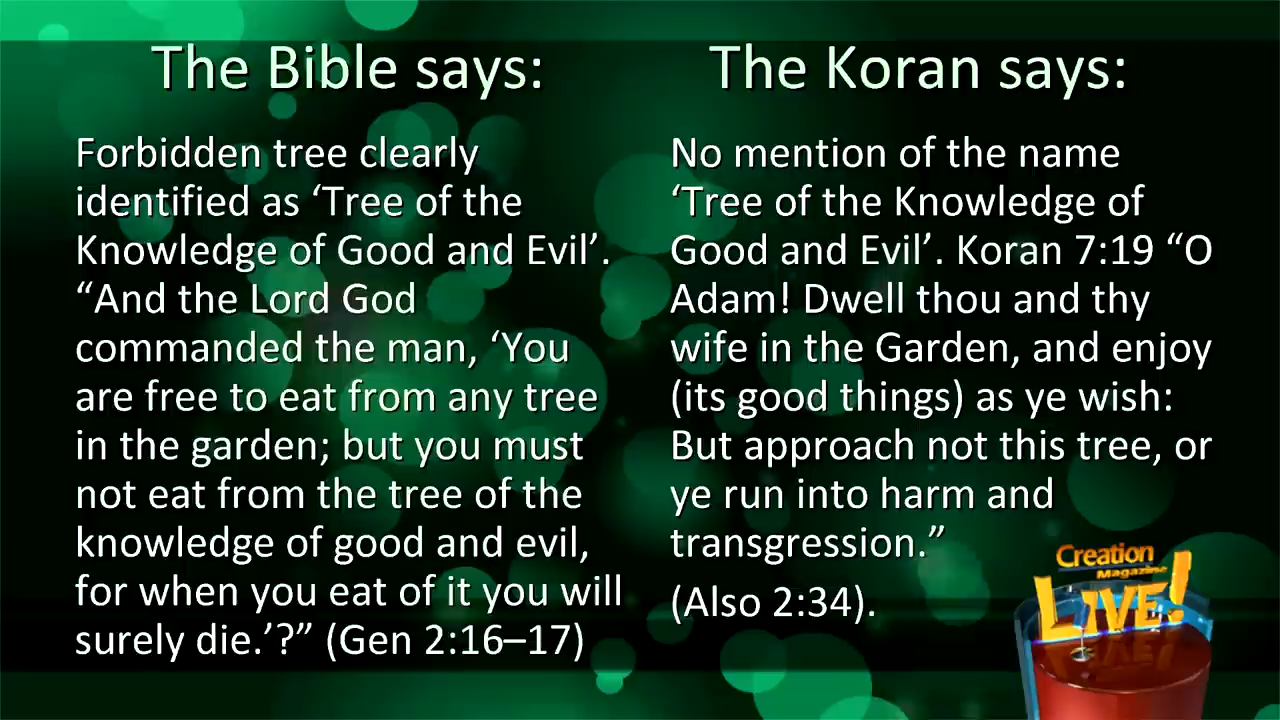 The Bible says:
Forbidden tree clearly
identified as ‘Tree of the
Knowledge of Good and Evil’.
“And the Lord God
commanded the man, ‘You
are free to eat from any tree
in the garden; but you must
not eat from the tree of the
knowledge of good and evil,
for when you eat of it you will
surely die.’?” (Gen 2:16–17)
The Koran says:
No mention of the name
‘Tree of the Knowledge of
Good and Evil’. Koran 7:19 “O
Adam! Dwell thou and thy
wife in the Garden, and enjoy
(its good things) as ye wish:
But approach not this tree, or
ye run into harm and
transgression.”
(Also 2:34).
Creation
Magazine
LIVE!